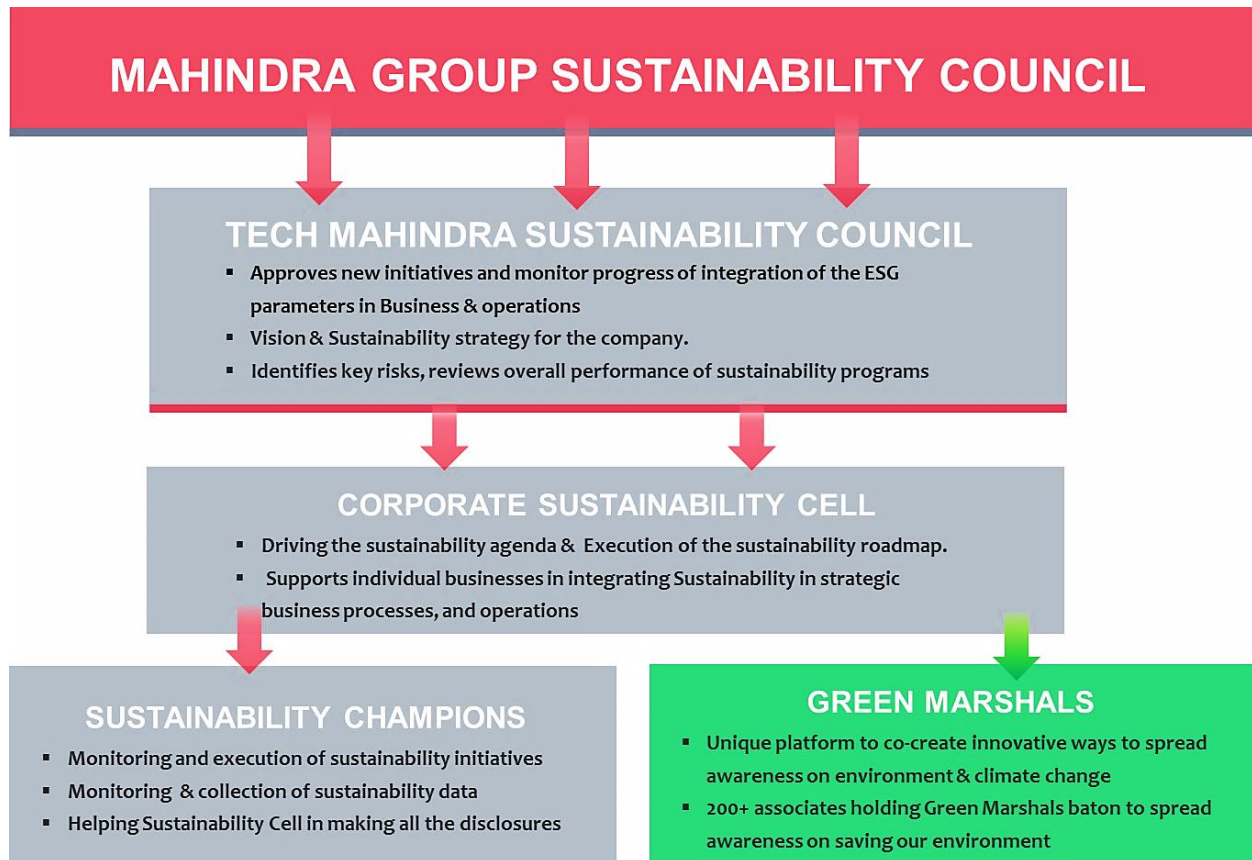 MAHINDRA GROUP SUSTAINABILITY COUNCIL
TECH MAHINDRA SUSTAINABILITY COUNCIL
▪ Approves new initiatives and monitor progress of integration of the ESG
parameters in Business & operations
▪ Vision & Sustainability strategy for the company.
▪ Identifies key risks, reviews overall performance of sustainability programs
CORPORATE SUSTAINABILITY CELL
▪ Driving the sustainability agenda & Execution of the sustainability roadmap.
▪ Supports individual businesses in integrating Sustainability in strategic
business processes, and operations
SUSTAINABILITY CHAMPIONS
▪ Monitoring and execution of sustainability initiatives
▪ Monitoring & collection of sustainability data
▪ Helping Sustainability Cell in making all the disclosures
GREEN MARSHALS
▪ Unique platform to co-create innovative ways to spread
awareness on environment & climate change
▪ 200+ associates holding Green Marshals baton to spread
awareness on saving our environment